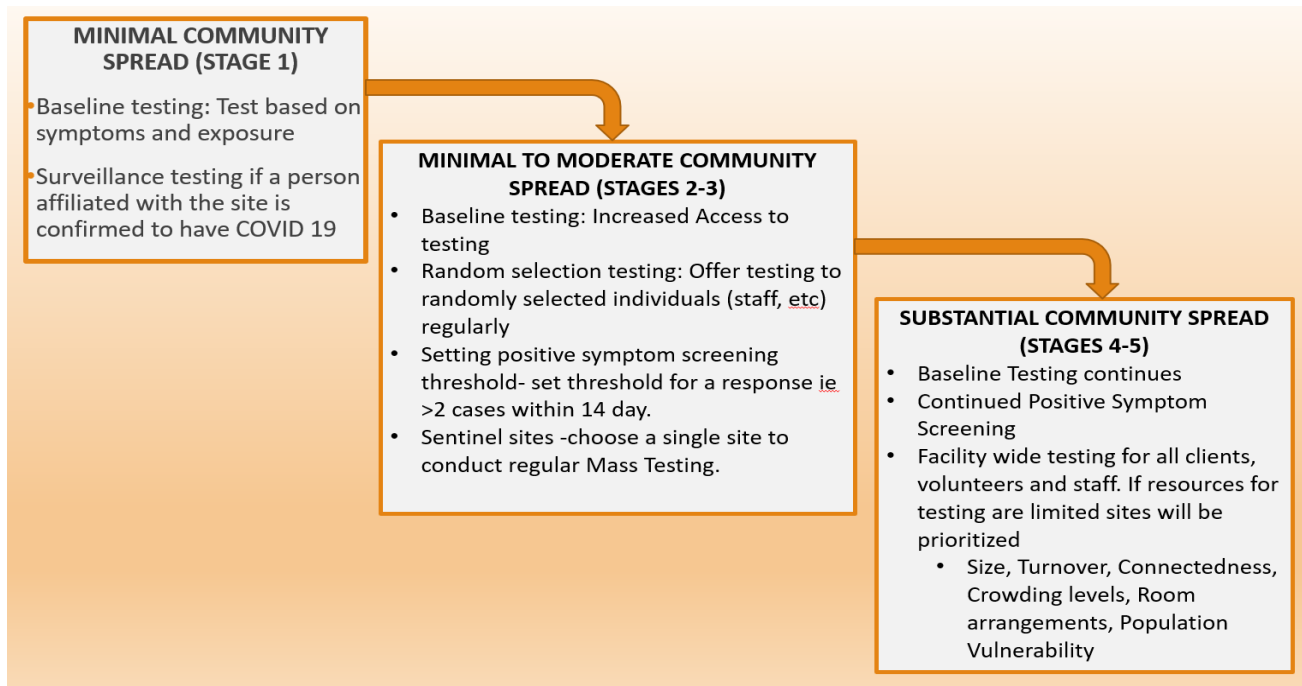 MINIMAL COMMUNITY
SPREAD (STAGE 1)
•Baseline testing: Test based on
symptoms and exposure
•Surveillance testing if a person
affiliated with the site is
confirmed to have COVID 19
MINIMAL TO MODERATE COMMUNITY
SPREAD (STAGES 2-3)
• Baseline testing: Increased Access to
testing
• Random selection testing: Offer testing to
randomly selected individuals (staff, etc)
regularly
• Setting positive symptom screening
threshold- set threshold for a response ie
>2 cases within 14 day.
• Sentinel sites -choose a single site to
conduct regular Mass Testing.
SUBSTANTIAL COMMUNITY SPREAD
(STAGES 4-5)
• Baseline Testing continues
• Continued Positive Symptom
Screening
• Facility wide testing for all clients,
volunteers and staff. If resources for
testing are limited sites will be
prioritized
• Size, Turnover, Connectedness,
Crowding levels, Room
arrangements, Population
Vulnerability